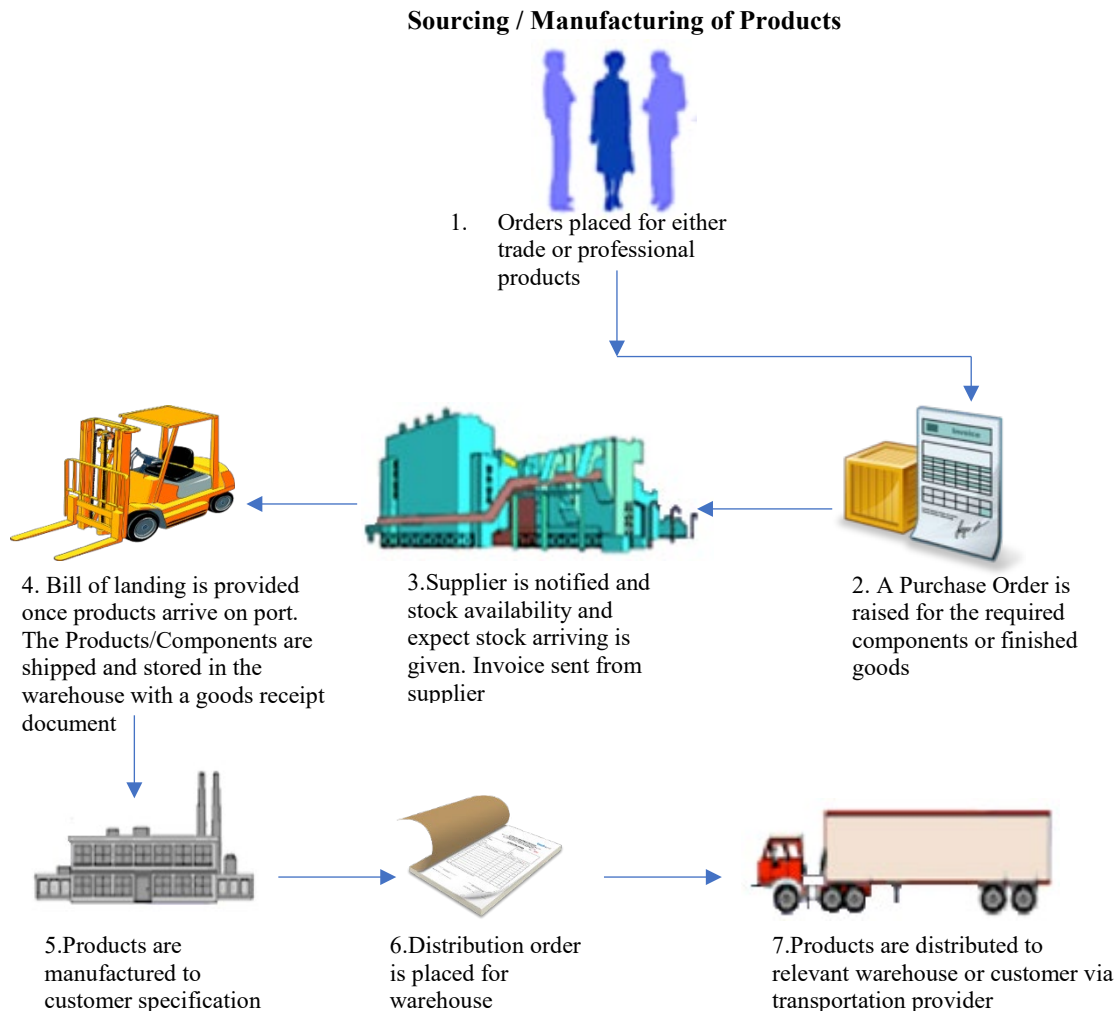 Sourcing / Manufacturing of Products
1. Orders placed for either
trade or professional
products
Invoice
2. A Purchase Order is
raised for the required
components or finished
goods
3.Supplier is notified and
stock availability and
expect stock arriving is
given. Invoice sent from
supplier
4. Bill of landing is provided
once products arrive on port.
The Products/Components are
shipped and stored in the
warehouse with a goods receipt
document
5.Products are
manufactured to
customer specification
6.Distribution order
is placed for
warehouse
7.Products are distributed to
relevant warehouse or customer via
transportation provider